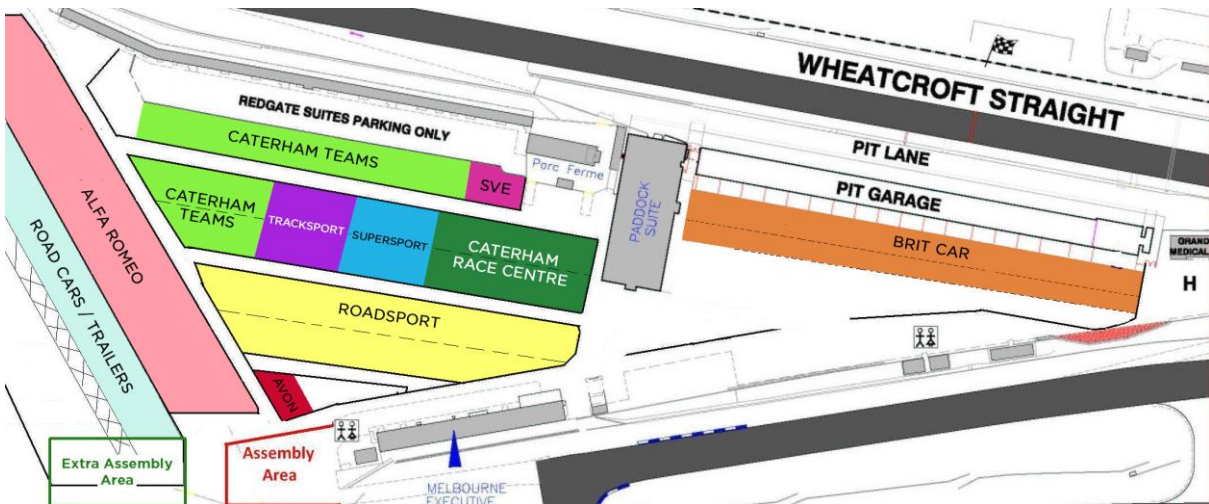 WHEATCROFT STRAIGHT
REDGATE SUITES PARKING ONLY
PIT LANE
CATERHAM TEAMS
SVE
Parc Ferme
PIT GARAGE
PADDOCK
SUITE
BRIT CAR
GRAND
MEDICAL
H
CATERHAM
TEAMS
TRACKSPORT
SUPERSPORT
CATERHAM
RACE CENTRE
ALFA ROMEO
ROAD CARS / TRAILERS
ROADSPORT
AVON
Extra Assembly
Area
Assembly
Area
MELBOURNE
EXECUTIVE